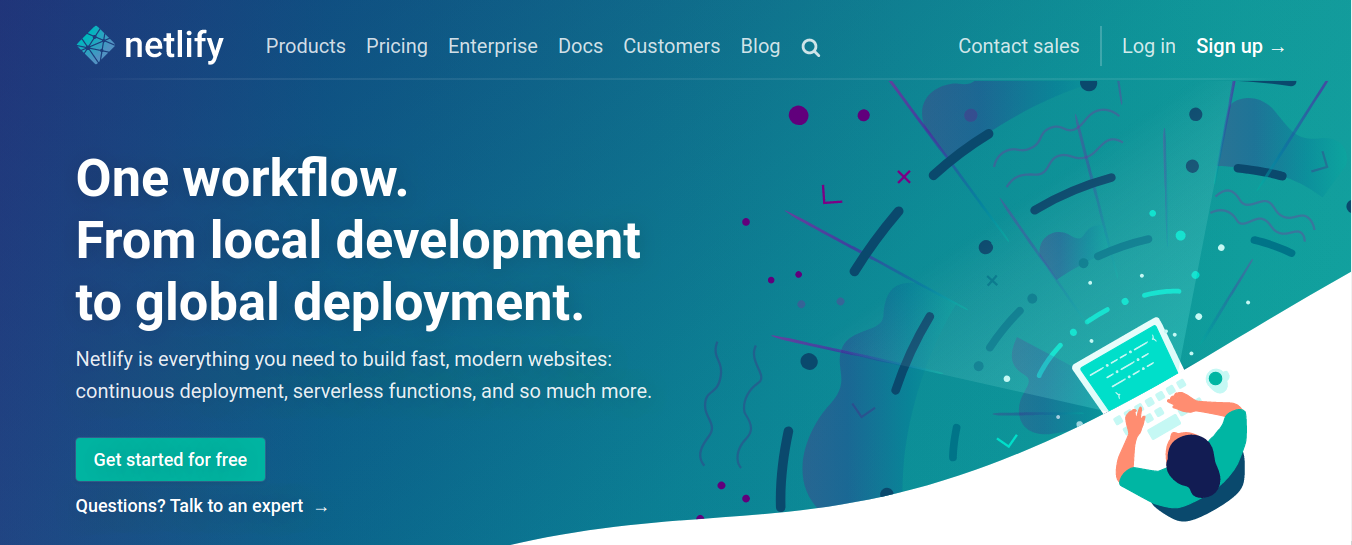 netlify
Products Pricing Enterprise Docs Customers Blog
Contact sales Log in Sign up →
One workflow.
From local development
to global deployment.
Netlify is everything you need to build fast, modern websites:
continuous deployment, serverless functions, and so much more.
Get started for free
Questions? Talk to an expert →